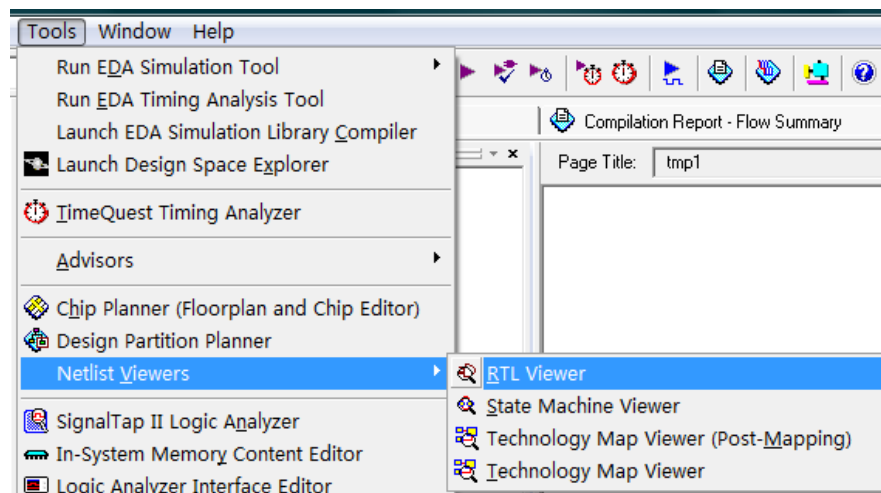 Tools Window Help
Run EDA Simulation Tool
Run EDA Timing Analysis Tool
Launch EDA Simulation Library Compiler
Launch Design Space Explorer
TimeQuest Timing Analyzer
Advisors
Chip Planner (Floorplan and Chip Editor)
Design Partition Planner
Netlist Viewers
SignalTap II Logic Analyzer
In-System Memory Content Editor
Logic Analyzer Interface Editor
Compilation Report - Flow Summary
Page Title: tmp1
RTL Viewer
State Machine Viewer
Technology Map Viewer (Post-Mapping)
Technology Map Viewer